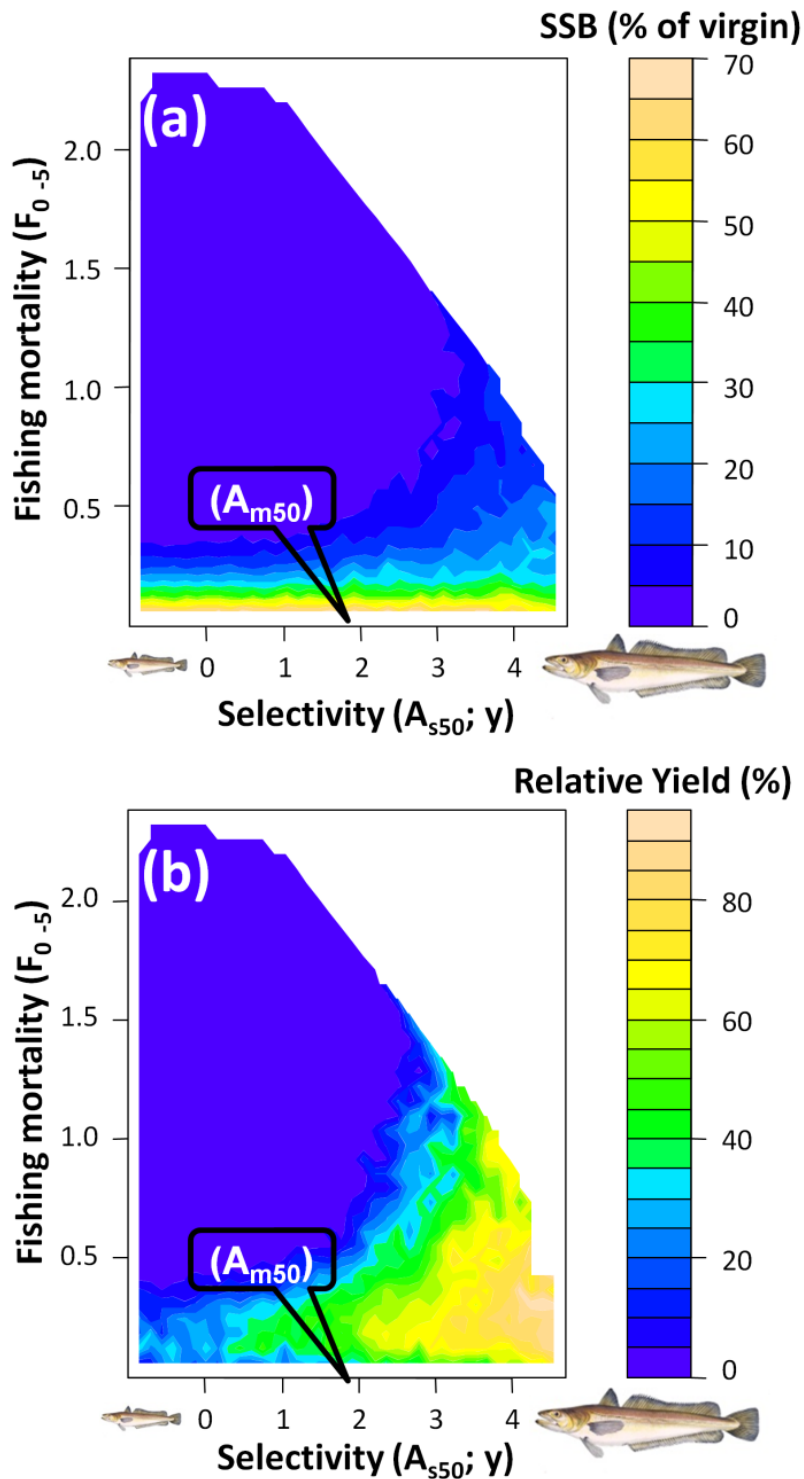 SSB (% of virgin)
(a)
70
60
50
40
30
20
10
0
2.0
1.5
1.0
0.5
Fishing mortality (F0 -5)
(Am50)
0 1 2 3 4
Selectivity (As50; y)
Relative Yield (%)
(b)
80
60
40
20
0
2.0
1.5
1.0
0.5
Fishing mortality (F0 -5)
(Am50)
0 1 2 3 4
Selectivity (As50; y)